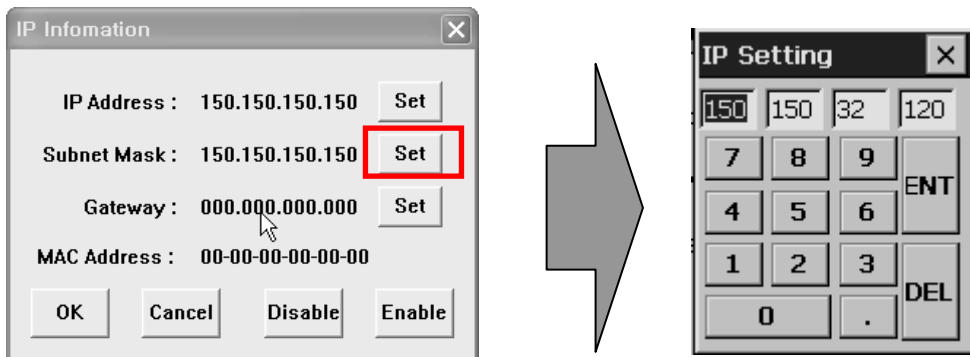 IP Infomation
IP Address : 150.150.150.150 Set
Subnet Mask : 150.150.150.150 Set
Gateway : 000.000.000.000 Set
MAC Address : 00-00-00-00-00-00
OK Cancel Disable Enable
IP Setting
150 150 32 120
7 8 9 ENT
4 5 6
1 2 3 DEL
0 .